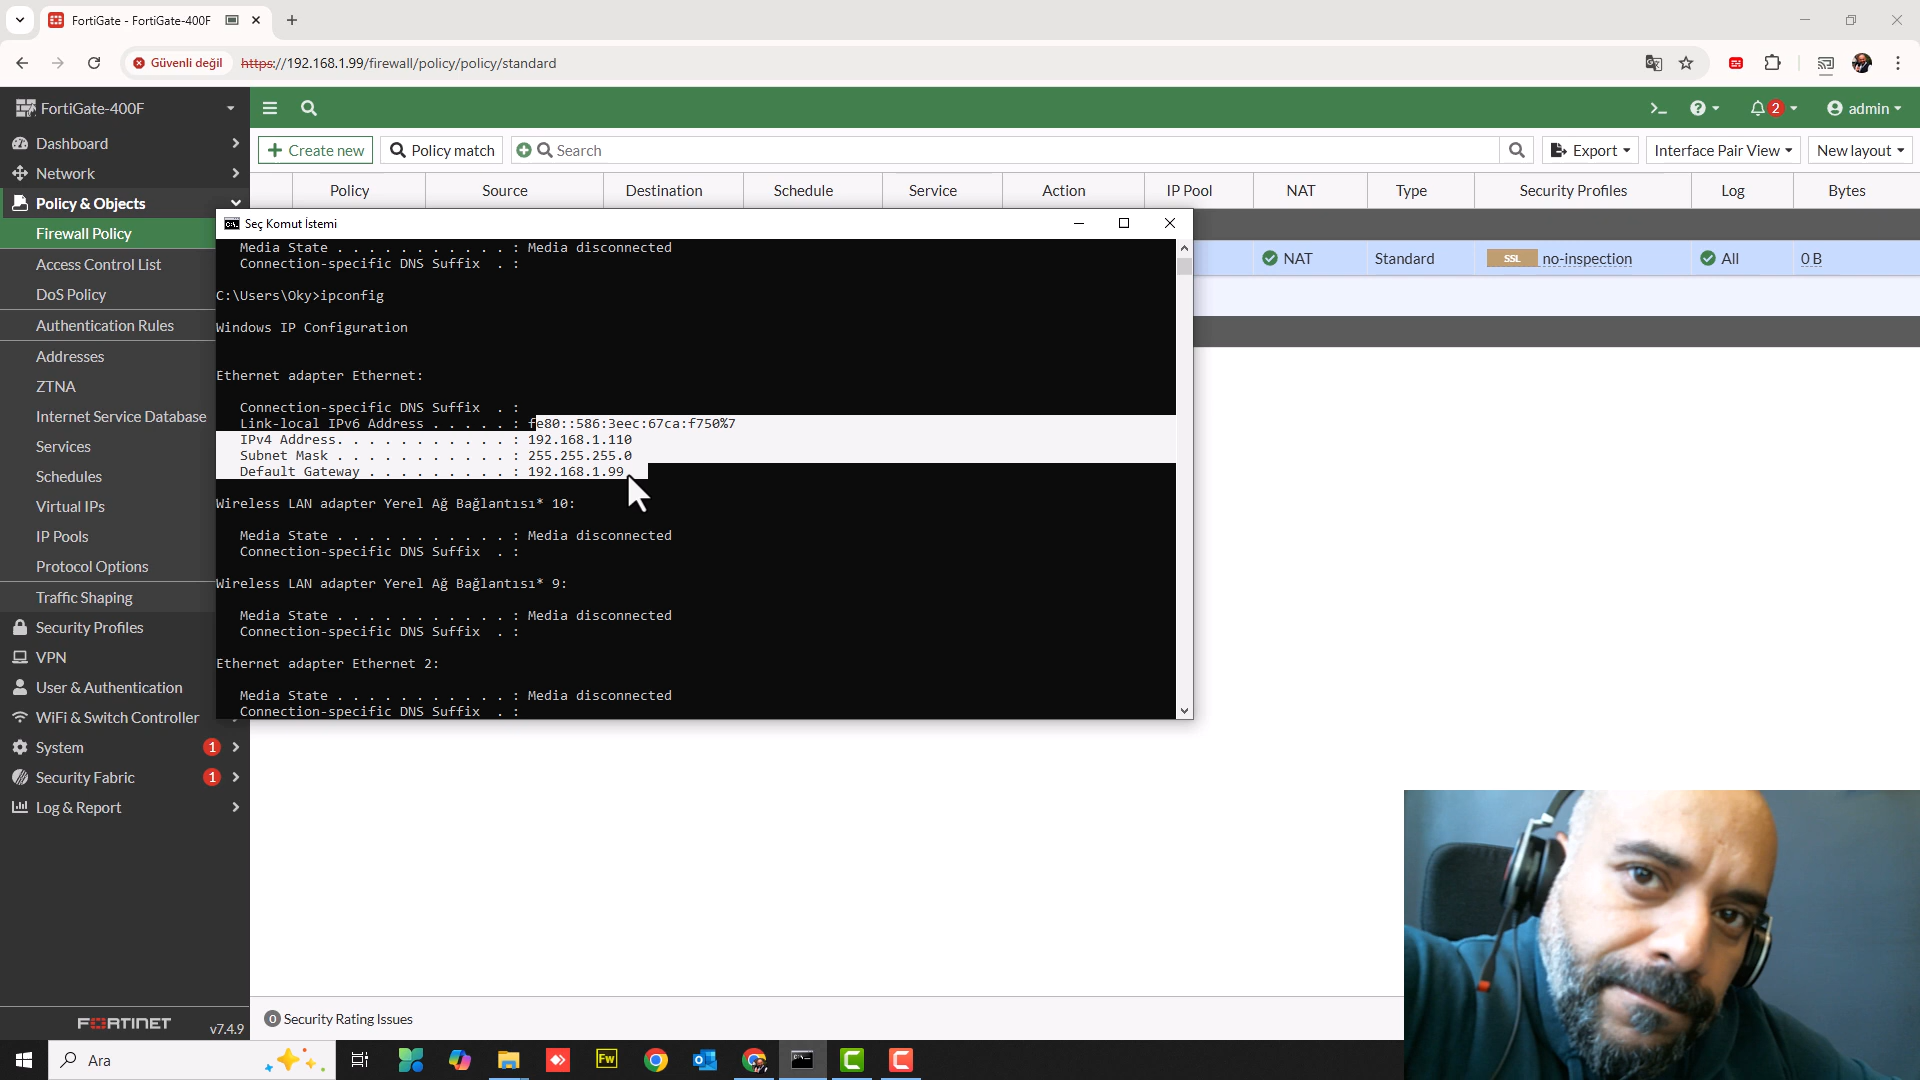 FortiGate - FortiGate-400F
Güvenli değil
https://192.168.1.99/firewall/policy/policy/standard
FortiGate-400F
2
admin
Dashboard
Network
Policy & Objects
Firewall Policy
Access Control List
DoS Policy
Authentication Rules
Addresses
ZTNA
Internet Service Database
Services
Schedules
Virtual IPs
IP Pools
Protocol Options
Traffic Shaping
Security Profiles
VPN
User & Authentication
WiFi & Switch Controller
System 1
Security Fabric 1
Log & Report
FORTINET v7.4.9
Create new Policy match Search Export Interface Pair View New layout
Policy Source Destination Schedule Service Action IP Pool NAT Type Security Profiles Log Bytes
NAT Standard SSL no-inspection All 0 B
Seç Komut İstemi
Media State . . . . . . . . . . . : Media disconnected
Connection-specific DNS Suffix . :
C:\Users\Oky>ipconfig
Windows IP Configuration
Ethernet adapter Ethernet:
Connection-specific DNS Suffix . :
Link-local IPv6 Address . . . . . : fe80::586:3eec:67ca:f750%7
IPv4 Address. . . . . . . . . . . : 192.168.1.110
Subnet Mask . . . . . . . . . . . : 255.255.255.0
Default Gateway . . . . . . . . . : 192.168.1.99
Wireless LAN adapter Yerel Ağ Bağlantısı* 10:
Media State . . . . . . . . . . . : Media disconnected
Connection-specific DNS Suffix . :
Wireless LAN adapter Yerel Ağ Bağlantısı* 9:
Media State . . . . . . . . . . . : Media disconnected
Connection-specific DNS Suffix . :
Ethernet adapter Ethernet 2:
Media State . . . . . . . . . . . : Media disconnected
Connection-specific DNS Suffix . :
0 Security Rating Issues
Ara
Fw